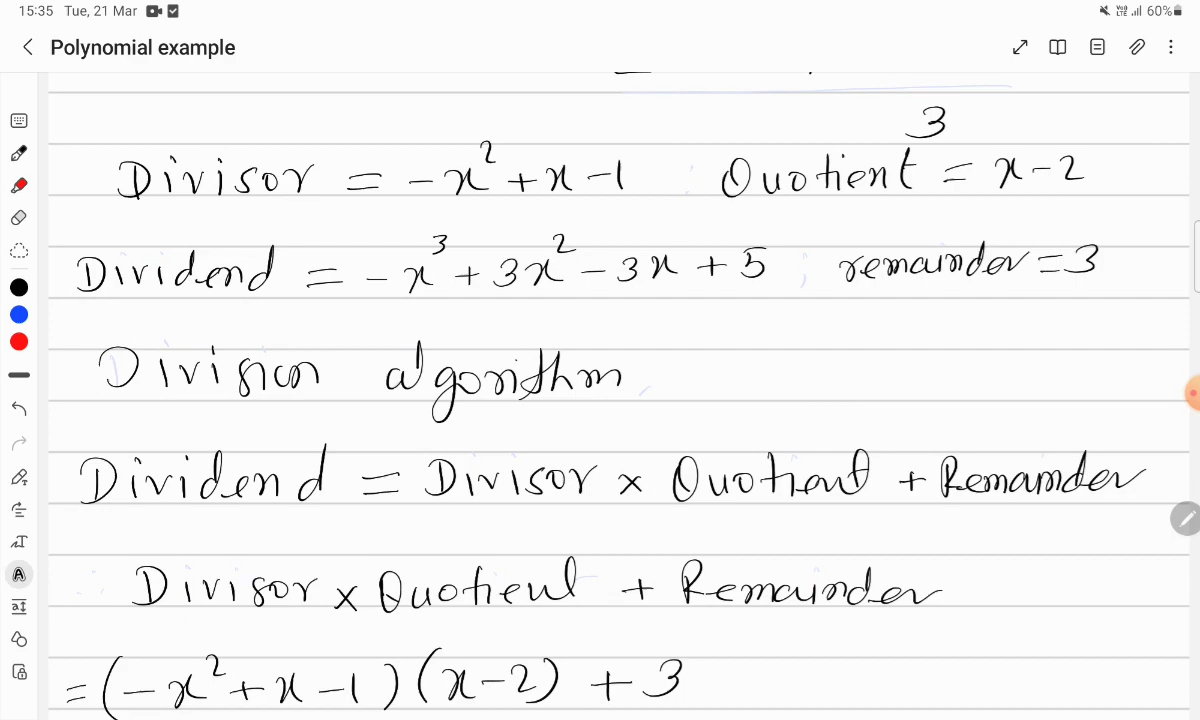 15:35 Tue, 21 Mar 60%
Polynomial example
3
Divisor = -x² + x - 1 Quotient = x - 2
Dividend = -x³ + 3x² - 3x + 5 ; remainder = 3
Division algorithm
Dividend = Divisor × Quotient + Remainder
Divisor × Quotient + Remainder
= (-x² + x - 1) (x - 2) + 3